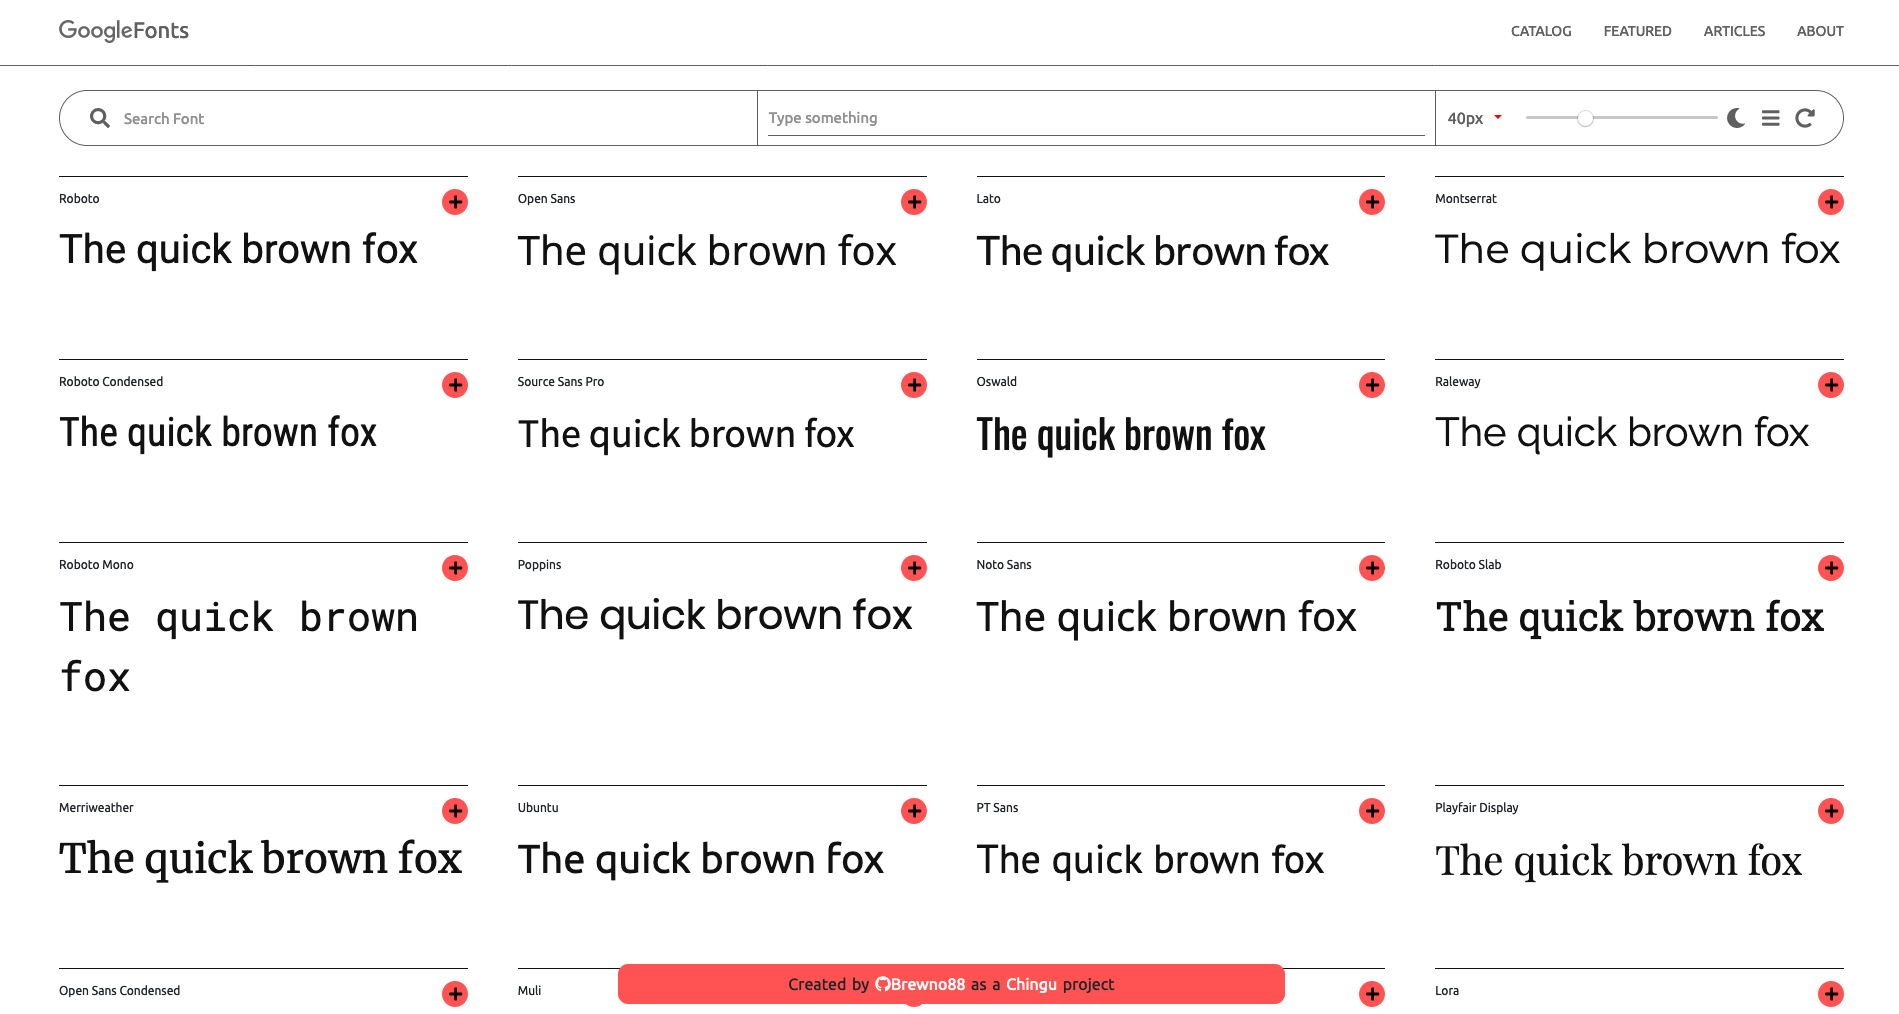 GoogleFonts
CATALOG FEATURED ARTICLES ABOUT
Search Font
Type something
40px
Roboto
The quick brown fox
Open Sans
The quick brown fox
Lato
The quick brown fox
Montserrat
The quick brown fox
Roboto Condensed
The quick brown fox
Source Sans Pro
The quick brown fox
Oswald
The quick brown fox
Raleway
The quick brown fox
Roboto Mono
The quick brown
fox
Poppins
The quick brown fox
Noto Sans
The quick brown fox
Roboto Slab
The quick brown fox
Merriweather
The quick brown fox
Ubuntu
The quick brown fox
PT Sans
The quick brown fox
Playfair Display
The quick brown fox
Open Sans Condensed
Muli
Lora
Created by Brewno88 as a Chingu project